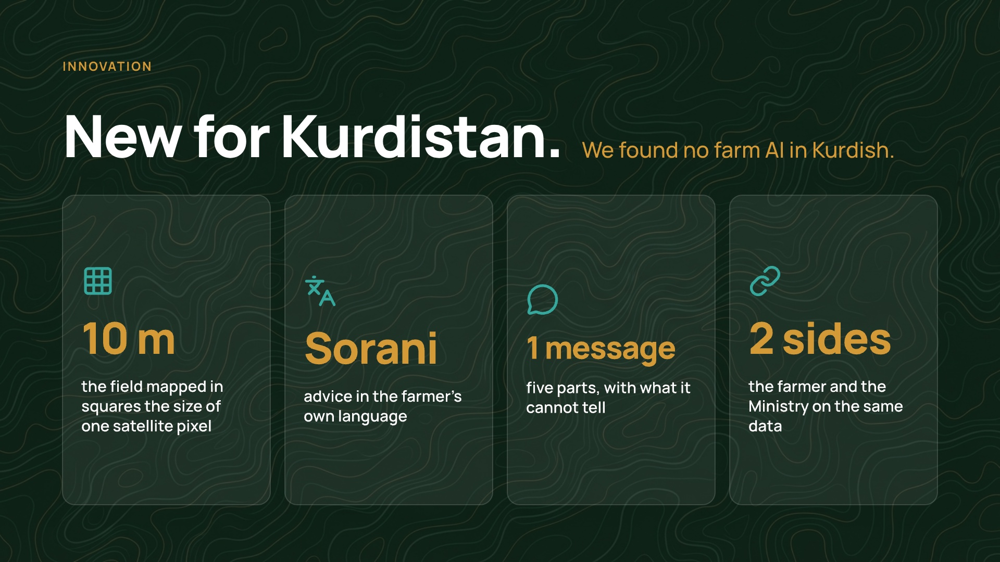 INNOVATION
New for Kurdistan. We found no farm AI in Kurdish.
10 m
the field mapped in
squares the size of
one satellite pixel
Sorani
advice in the farmer’s
own language
1 message
five parts, with what it
cannot tell
2 sides
the farmer and the
Ministry on the same
data